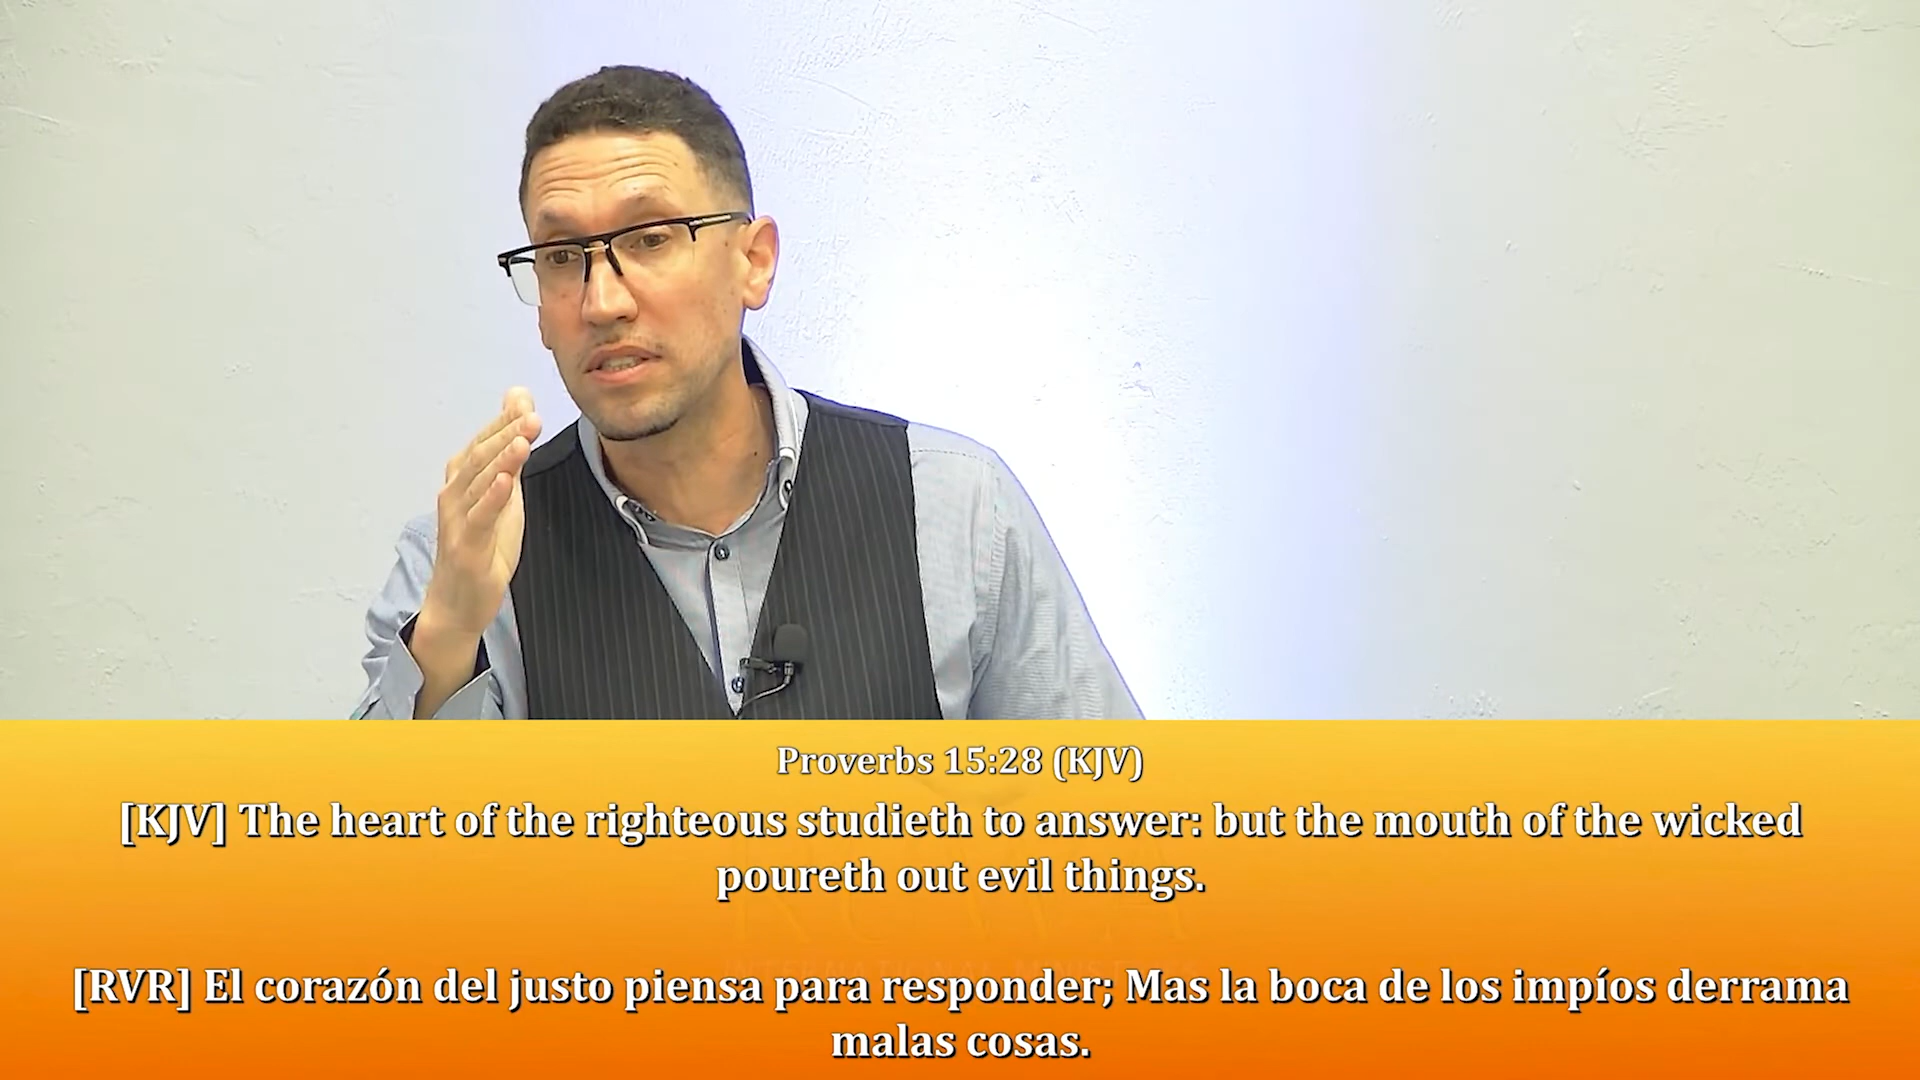 Proverbs 15:28 (KJV)
[KJV] The heart of the righteous studieth to answer: but the mouth of the wicked
poureth out evil things.
[RVR] El corazón del justo piensa para responder; Mas la boca de los impíos derrama
malas cosas.